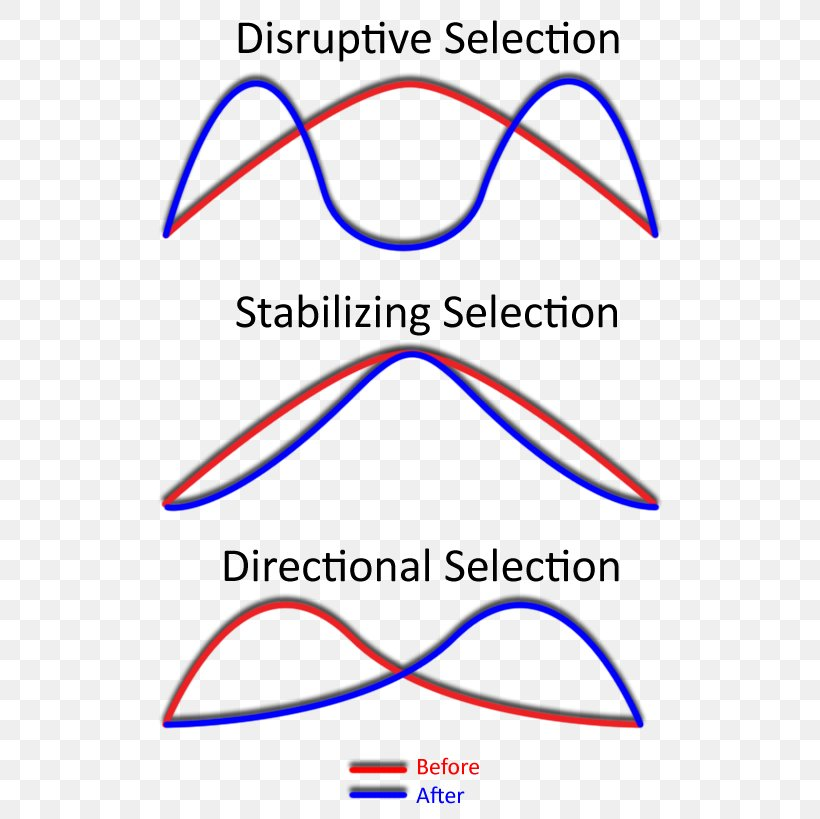 Disruptive Selection
Stabilizing Selection
Directional Selection
Before
After